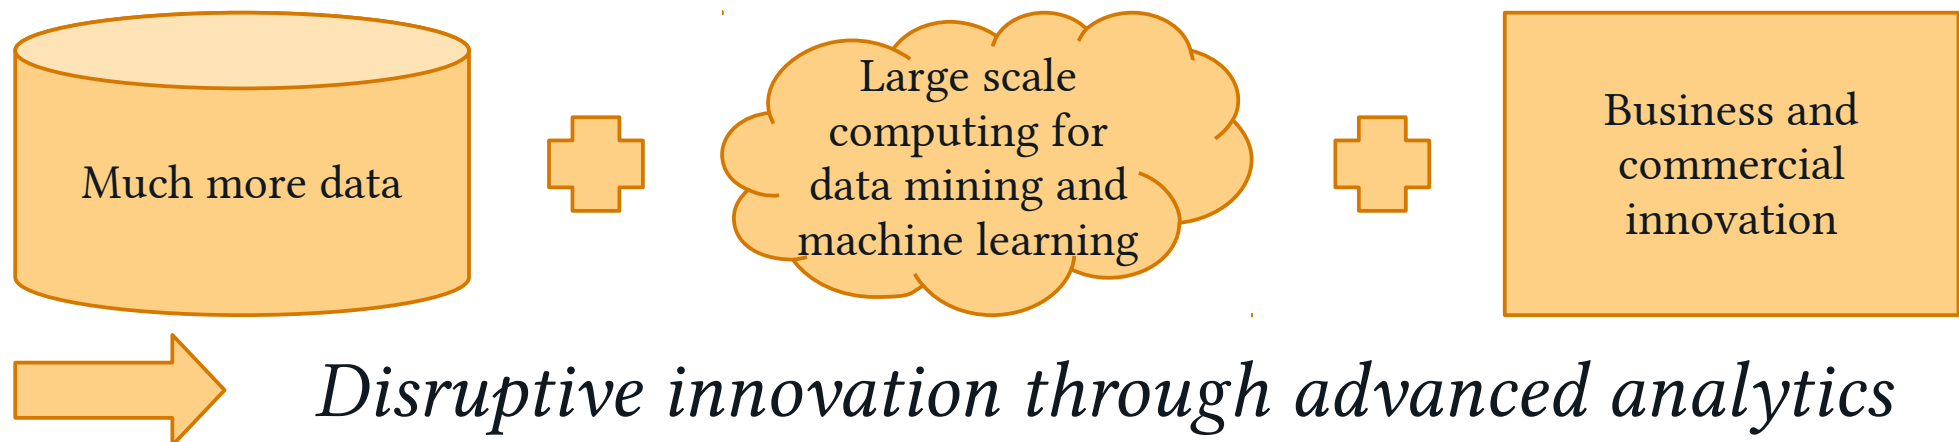 Much more data
Large scale
computing for
data mining and
machine learning
Business and
commercial
innovation
Disruptive innovation through advanced analytics